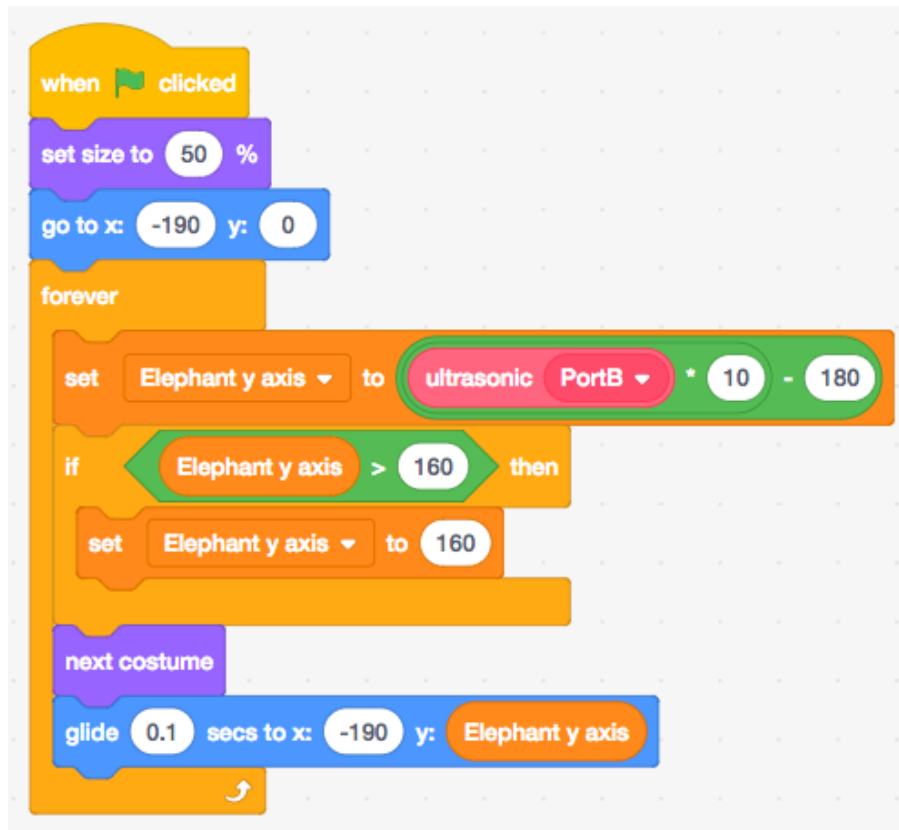 when clicked
set size to 50 %
go to x: -190 y: 0
forever
set Elephant y axis to ultrasonic PortB * 10 - 180
if Elephant y axis > 160 then
set Elephant y axis to 160
next costume
glide 0.1 secs to x: -190 y: Elephant y axis